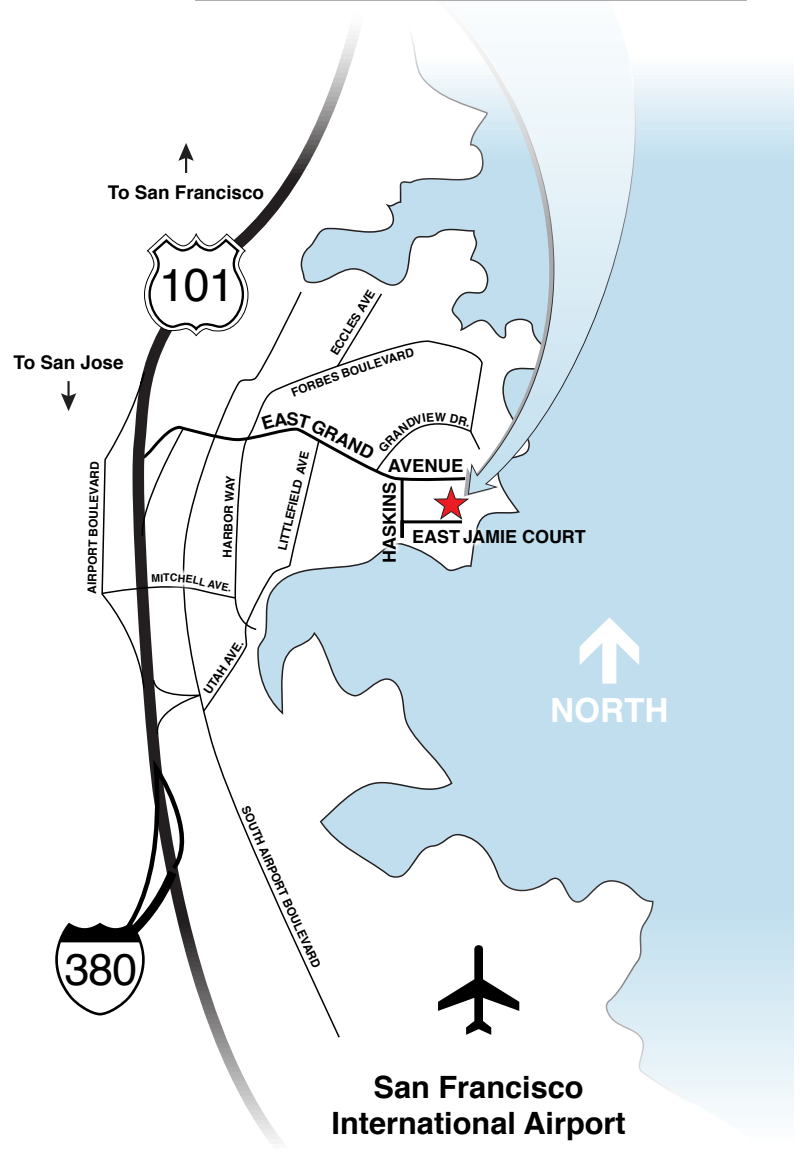 To San Francisco
101
To San Jose
ECCLES AVE
FORBES BOULEVARD
GRANDVIEW DR.
EAST GRAND
AVENUE
AIRPORT BOULEVARD
HARBOR WAY
LITTLEFIELD AVE
HASKINS
EAST JAMIE COURT
MITCHELL AVE.
UTAH AVE.
NORTH
SOUTH AIRPORT BOULEVARD
380
San Francisco
International Airport